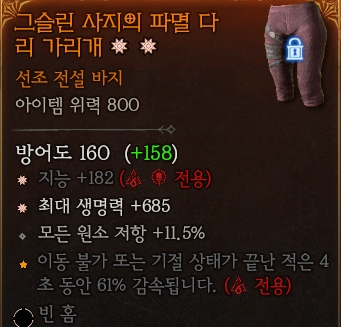 그슬린 사지의 파멸 다
리 가리개
선조 전설 바지
아이템 위력 800
방어도 160 (+158)
지능 +182 ( 전용)
최대 생명력 +685
모든 원소 저항 +11.5%
이동 불가 또는 기절 상태가 끝난 적은 4
초 동안 61% 감속됩니다. ( 전용)
빈 홈